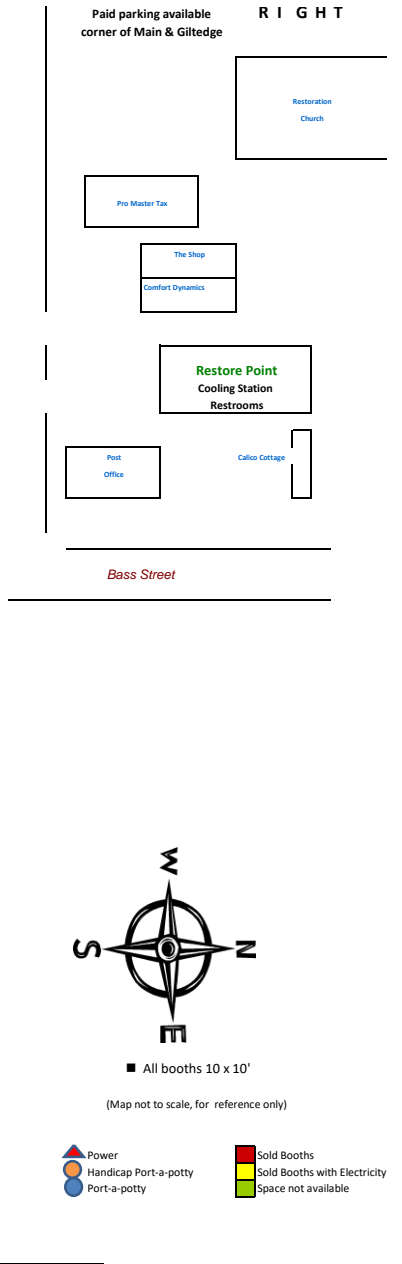 Paid parking available
corner of Main & Giltedge
R I G H T
Restoration
Church
Pro Master Tax
The Shop
Comfort Dynamics
Restore Point
Cooling Station
Restrooms
Post
Office
Calico Cottage
Bass Street
W
S
N
E
■ All booths 10 x 10'
(Map not to scale, for reference only)
Power
Handicap Port-a-potty
Port-a-potty
Sold Booths
Sold Booths with Electricity
Space not available